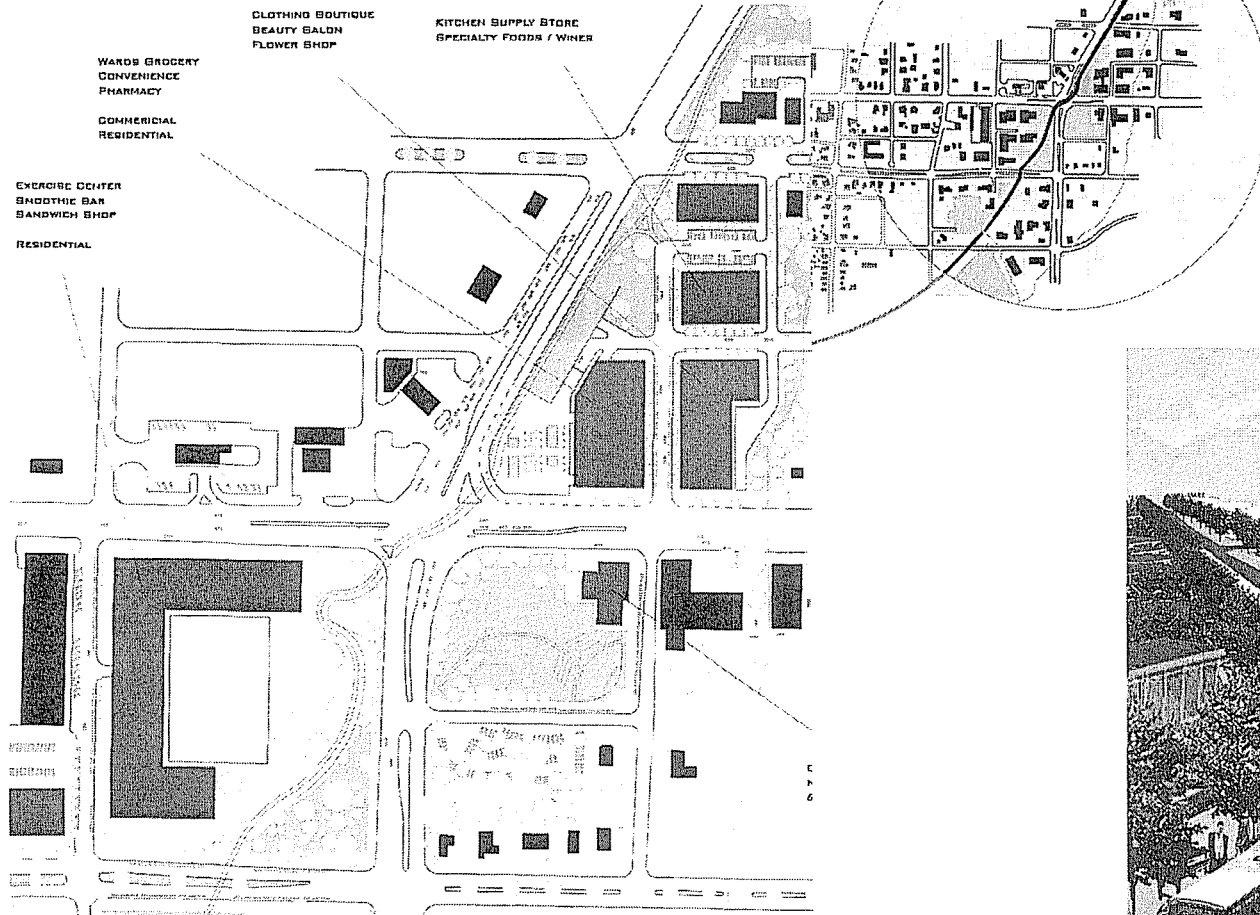 CLOTHING BOUTIQUE
BEAUTY SALON
FLOWER SHOP
KITCHEN SUPPLY STORE
SPECIALTY FOODS / WINES
WARDS GROCERY
CONVENIENCE
PHARMACY
COMMERICIAL
RESIDENTIAL
EXERCISE CENTER
SMOOTHIE BAR
SANDWICH SHOP
RESIDENTIAL